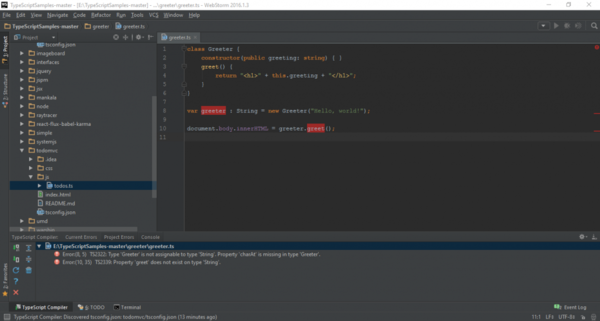 TypeScriptSamples-master - [E:\TypeScriptSamples-master] - ...\greeter\greeter.ts - WebStorm 2016.1.3
File Edit View Navigate Code Refactor Run Tools VCS Window Help
TypeScriptSamples-master greeter greeter.ts
Project
greeter.ts
1: Project
tsconfig.json
imageboard
interfaces
jquery
jspm
jsx
mankala
node
raytracer
react-flux-babel-karma
simple
systemjs
todomvc
.idea
css
js
todos.ts
index.html
README.md
tsconfig.json
umd
Structure
2: Favorites
1 class Greeter {
2 constructor(public greeting: string) { }
3 greet() {
4 return "<h1>" + this.greeting + "</h1>";
5 }
6 }
7
8 var greeter : String = new Greeter("Hello, world!");
9
10 document.body.innerHTML = greeter.greet();
11
TypeScript Compiler: Current Errors Project Errors Console
E:\TypeScriptSamples-master\greeter\greeter.ts
Error:(8, 5) TS2322: Type 'Greeter' is not assignable to type 'String'. Property 'charAt' is missing in type 'Greeter'.
Error:(10, 35) TS2339: Property 'greet' does not exist on type 'String'.
TypeScript Compiler 6: TODO Terminal Event Log
TypeScript Compiler: Discovered tsconfig.json: todomvc/tsconfig.json (13 minutes ago) 11:1 LF÷ UTF-8÷